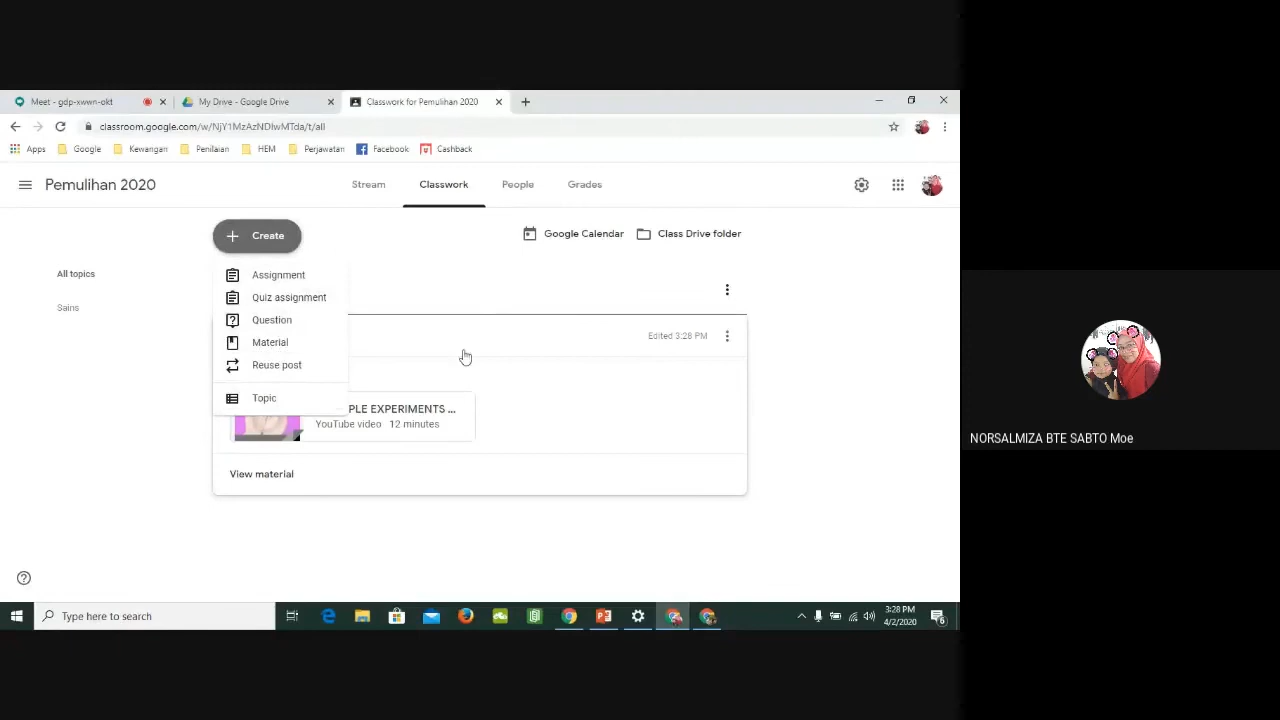 Meet - gdp-xwwn-okt
My Drive - Google Drive
Classwork for Pemulihan 2020
classroom.google.com/w/NjY1MzAzNDIwMTda/t/all
Apps
Google
Kewangan
Penilaian
HEM
Perjawatan
Facebook
Cashback
Pemulihan 2020
Stream
Classwork
People
Grades
Create
Google Calendar
Class Drive folder
All topics
Sains
Assignment
Quiz assignment
Question
Material
Reuse post
Topic
Edited 3:28 PM
PLE EXPERIMENTS ...
YouTube video 12 minutes
View material
NORSALMIZA BTE SABTO Moe
Type here to search
3:28 PM
4/2/2020
6